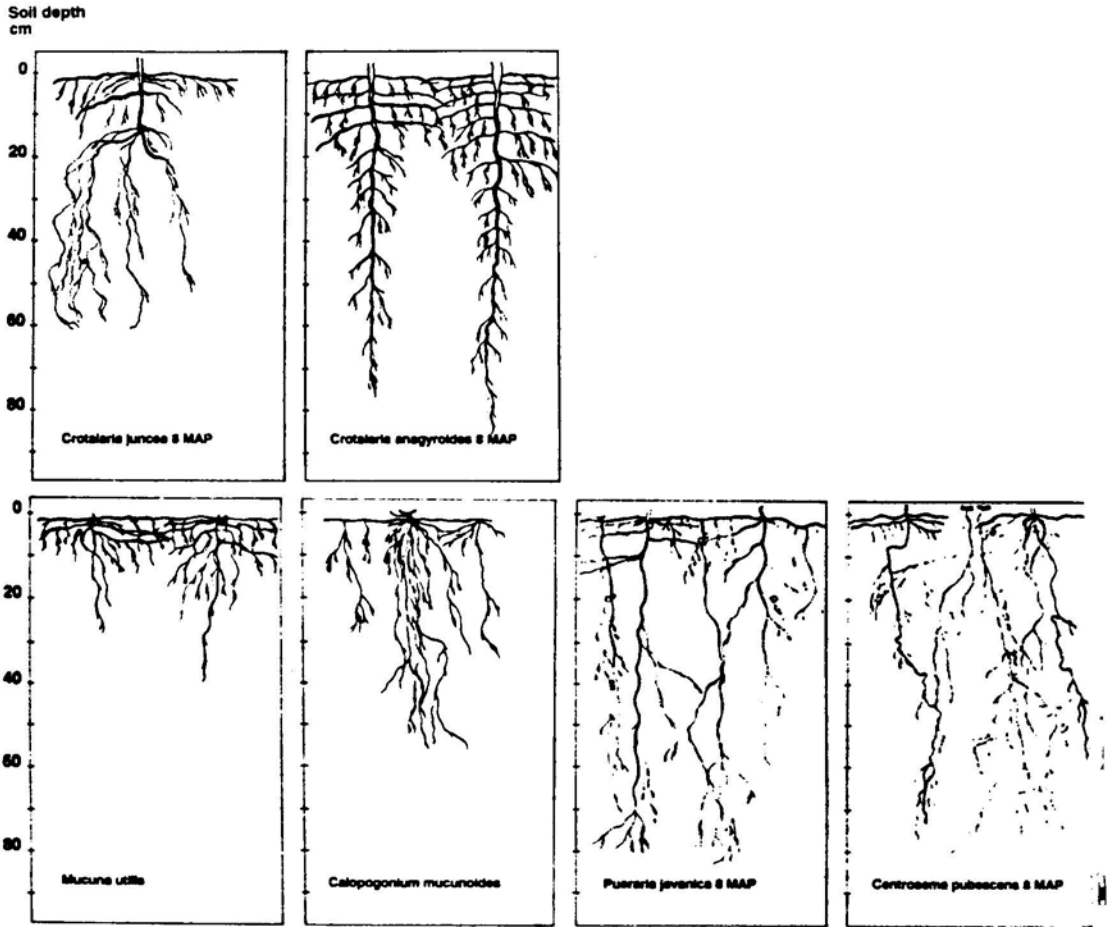 Soil depth
cm
0
20
40
60
80
Crotalaria juncea 8 MAP
Crotalaria anagyroides 8 MAP
0
20
40
60
80
Mucuna utilis
Calopogonium mucunoides
Pueraria javanica 8 MAP
Centrosema pubescens 8 MAP